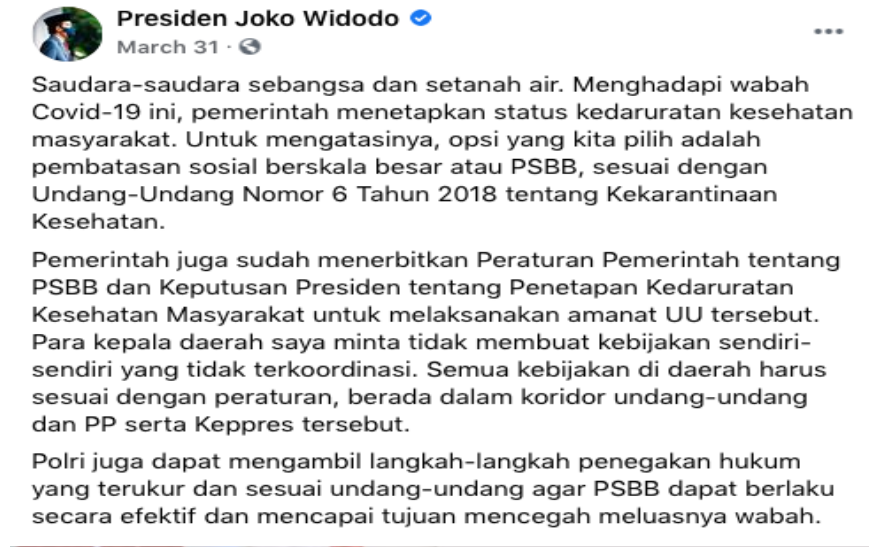 Presiden Joko Widodo
March 31 ·
Saudara-saudara sebangsa dan setanah air. Menghadapi wabah
Covid-19 ini, pemerintah menetapkan status kedaruratan kesehatan
masyarakat. Untuk mengatasinya, opsi yang kita pilih adalah
pembatasan sosial berskala besar atau PSBB, sesuai dengan
Undang-Undang Nomor 6 Tahun 2018 tentang Kekarantinaan
Kesehatan.
Pemerintah juga sudah menerbitkan Peraturan Pemerintah tentang
PSBB dan Keputusan Presiden tentang Penetapan Kedaruratan
Kesehatan Masyarakat untuk melaksanakan amanat UU tersebut.
Para kepala daerah saya minta tidak membuat kebijakan sendiri-
sendiri yang tidak terkoordinasi. Semua kebijakan di daerah harus
sesuai dengan peraturan, berada dalam koridor undang-undang
dan PP serta Keppres tersebut.
Polri juga dapat mengambil langkah-langkah penegakan hukum
yang terukur dan sesuai undang-undang agar PSBB dapat berlaku
secara efektif dan mencapai tujuan mencegah meluasnya wabah.